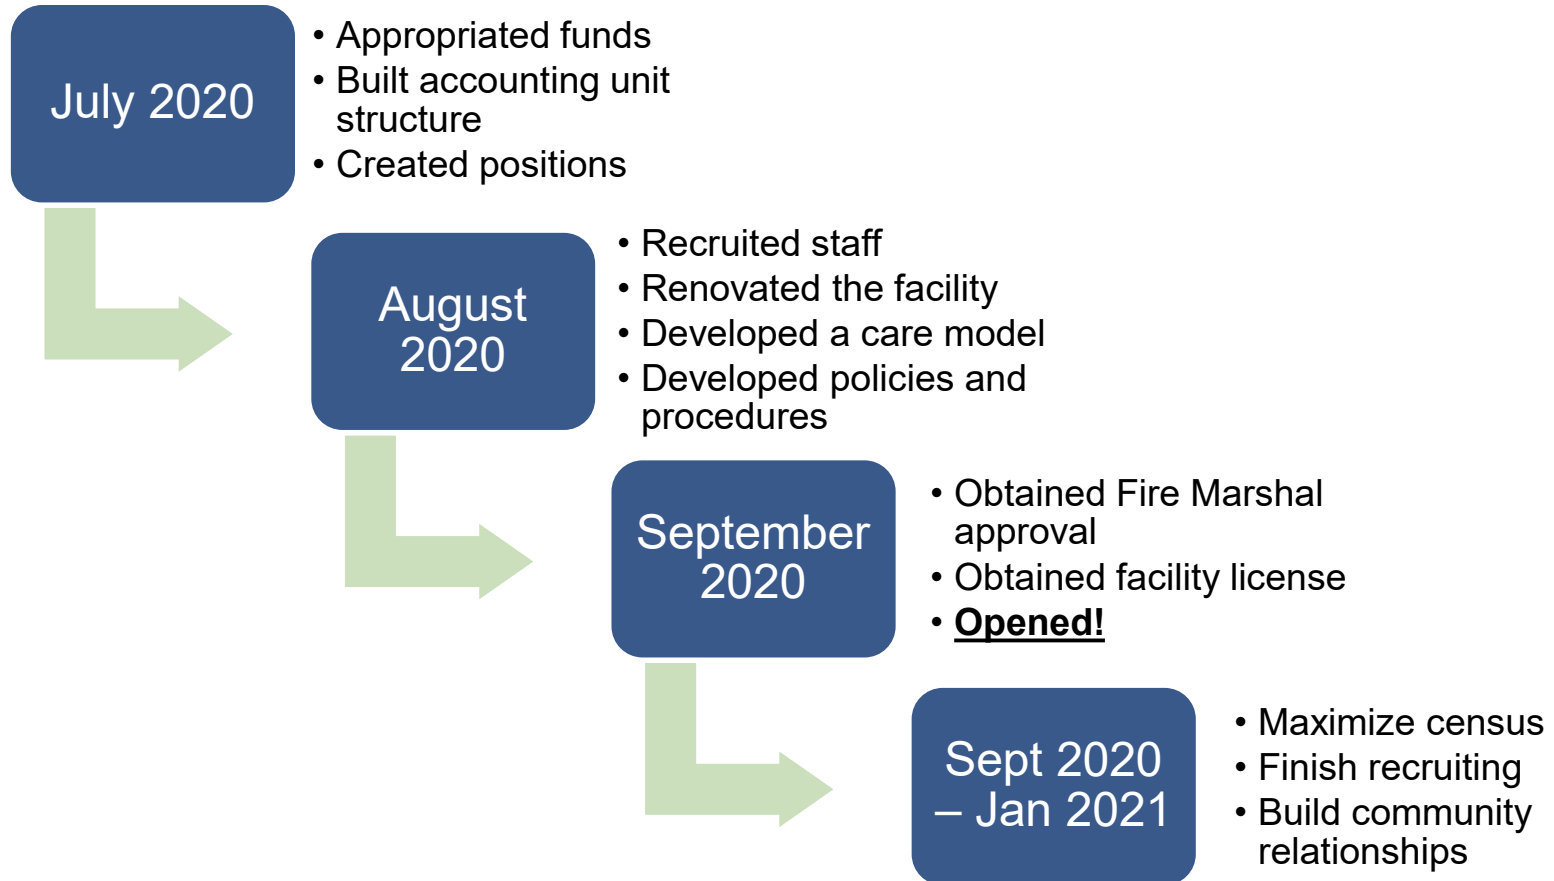 July 2020
• Appropriated funds
• Built accounting unit
structure
• Created positions
August
2020
• Recruited staff
• Renovated the facility
• Developed a care model
• Developed policies and
procedures
September
2020
• Obtained Fire Marshal
approval
• Obtained facility license
• Opened!
Sept 2020
– Jan 2021
• Maximize census
• Finish recruiting
• Build community
relationships